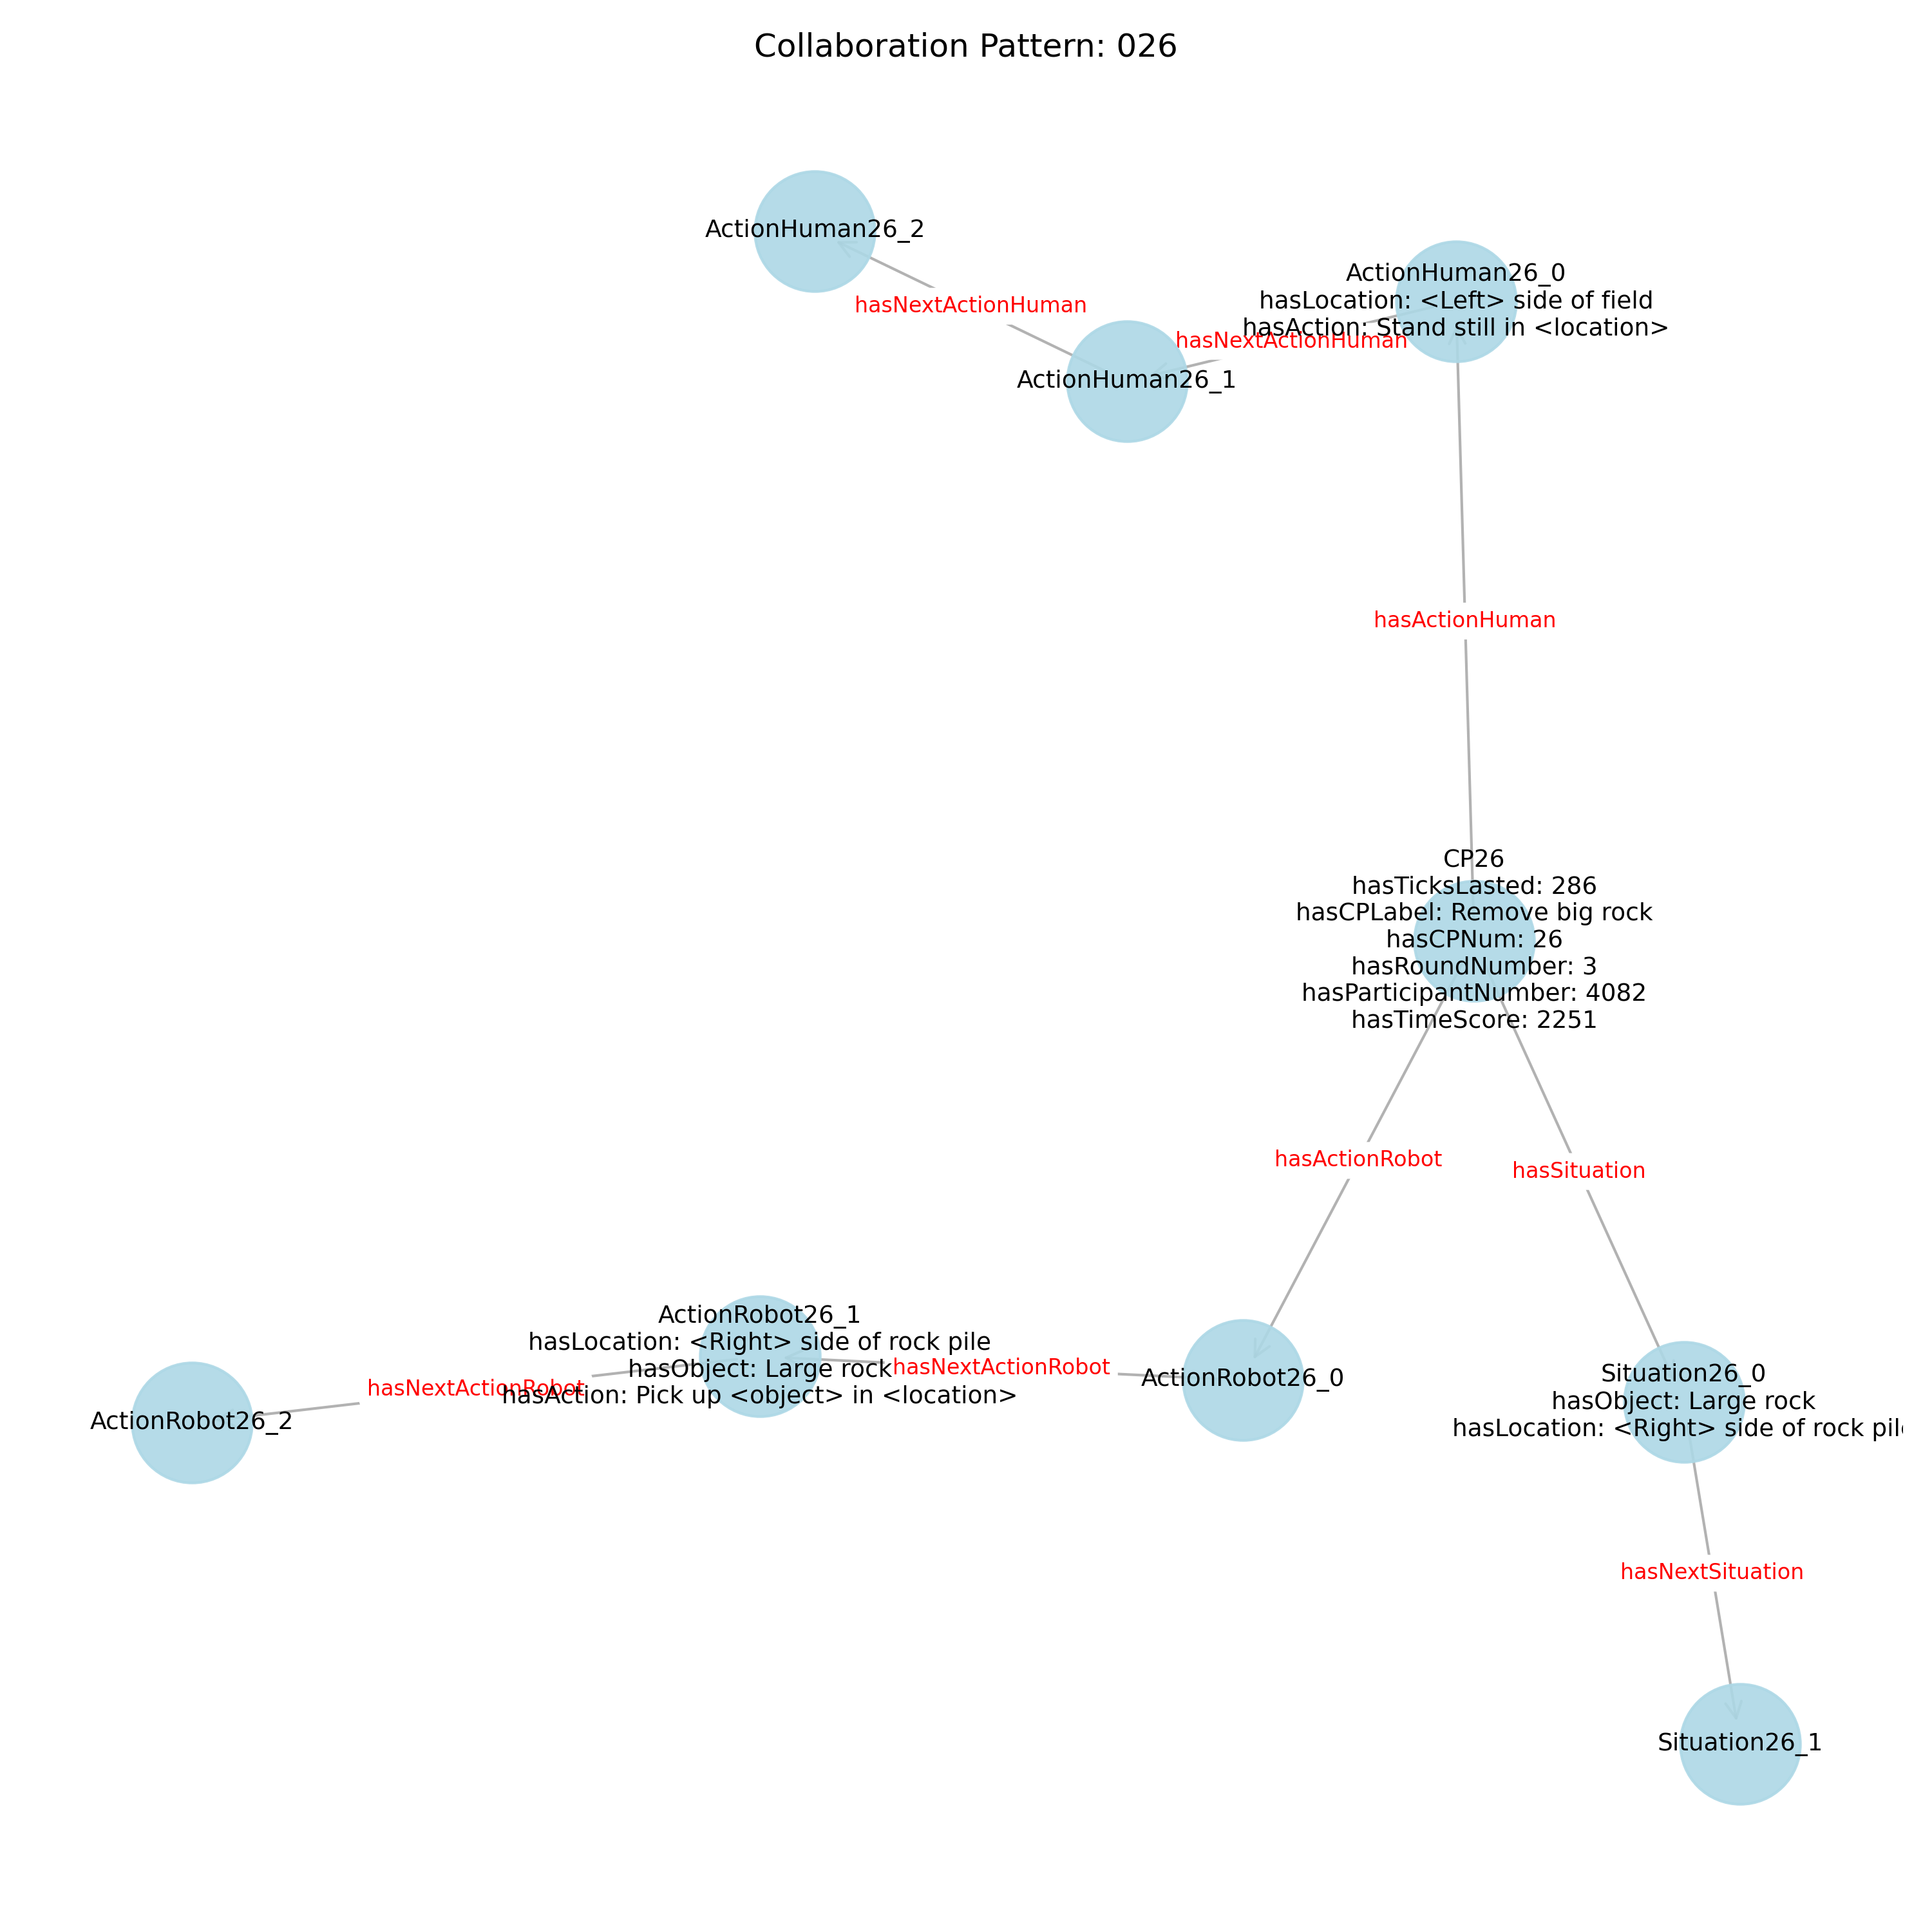 Collaboration Pattern: 026
ActionHuman26_2
hasNextActionHuman
ActionHuman26_1
hasNextActionHuman
ActionHuman26_0
hasLocation: <Left> side of field
hasAction: Stand still in <location>
hasActionHuman
CP26
hasTicksLasted: 286
hasCPLabel: Remove big rock
hasCPNum: 26
hasRoundNumber: 3
hasParticipantNumber: 4082
hasTimeScore: 2251
hasActionRobot
hasSituation
ActionRobot26_2
hasNextActionRobot
ActionRobot26_1
hasLocation: <Right> side of rock pile
hasObject: Large rock
hasAction: Pick up <object> in <location>
hasNextActionRobot
ActionRobot26_0
Situation26_0
hasObject: Large rock
hasLocation: <Right> side of rock pil
hasNextSituation
Situation26_1